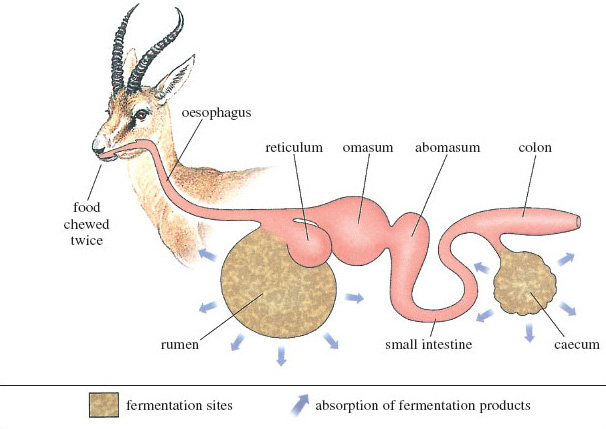 oesophagus
reticulum
omasum
abomasum
colon
food
chewed
twice
rumen
small intestine
caecum
fermentation sites
absorption of fermentation products